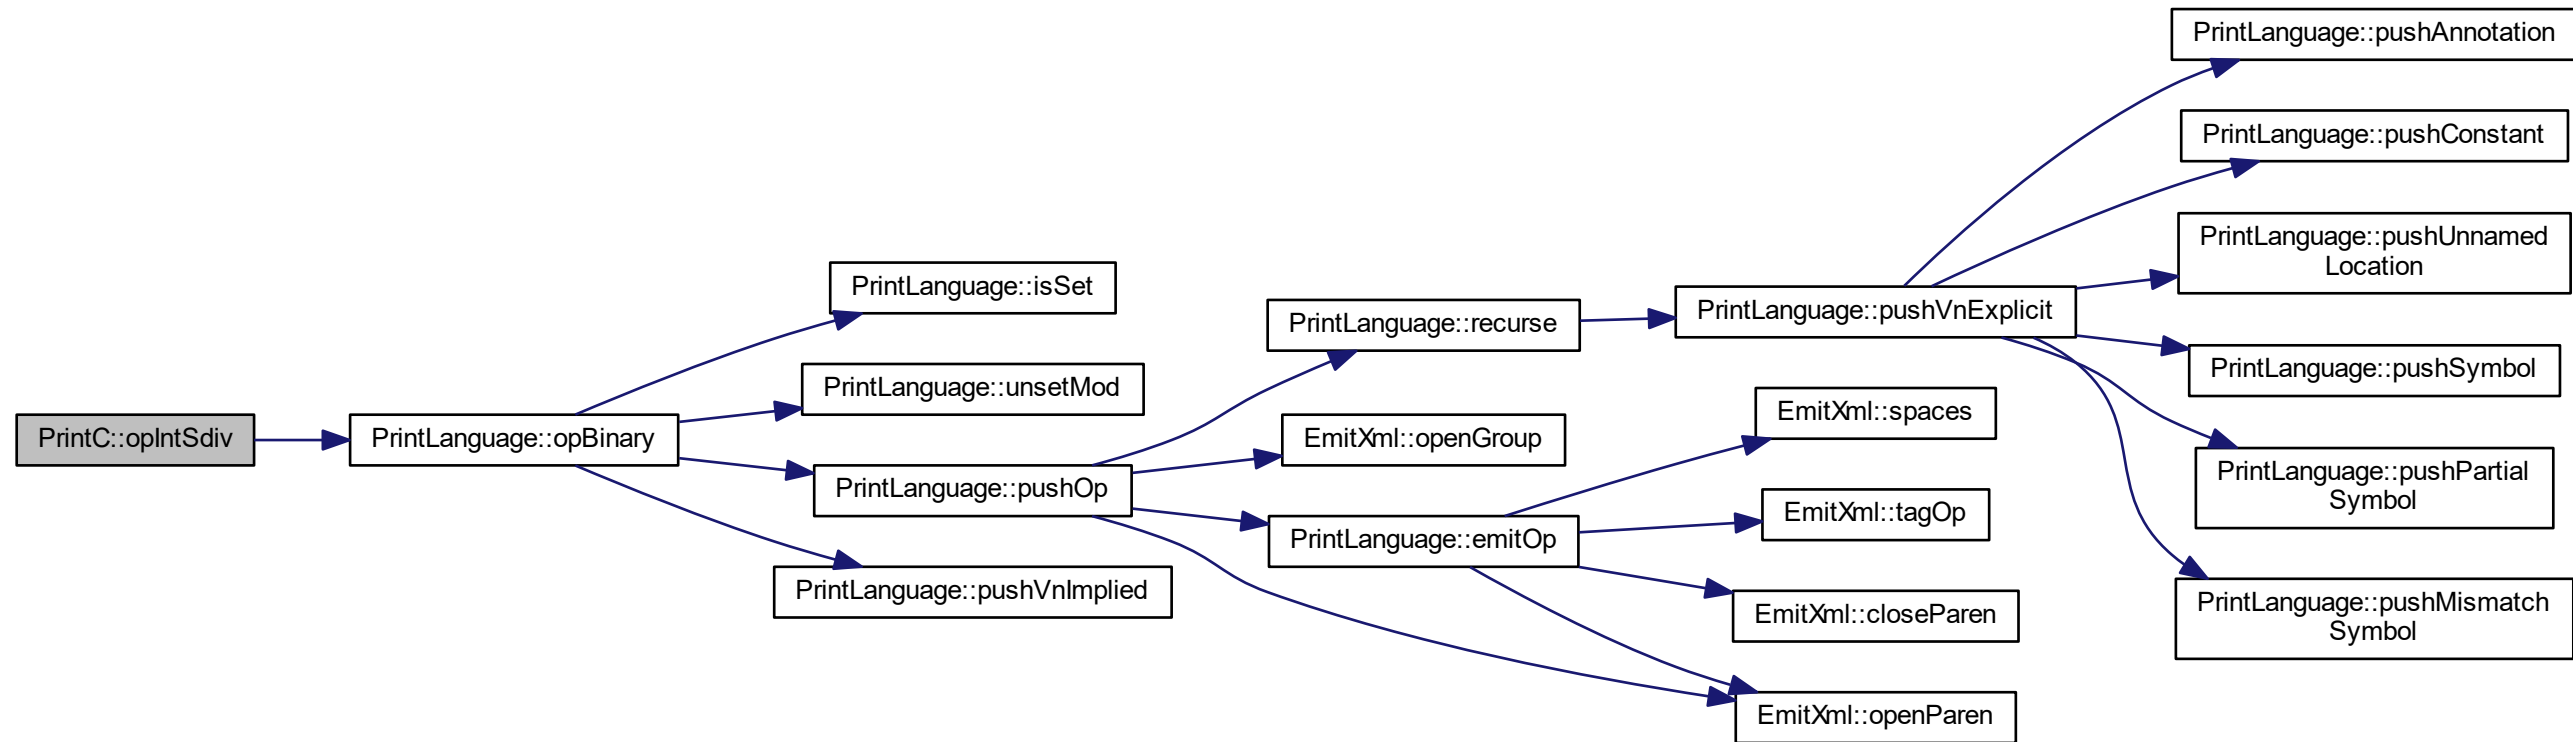 PrintC::opIntSdiv
PrintLanguage::opBinary
PrintLanguage::isSet
PrintLanguage::unsetMod
PrintLanguage::pushOp
PrintLanguage::pushVnImplied
PrintLanguage::recurse
EmitXml::openGroup
PrintLanguage::emitOp
PrintLanguage::pushVnExplicit
EmitXml::spaces
EmitXml::tagOp
EmitXml::closeParen
EmitXml::openParen
PrintLanguage::pushAnnotation
PrintLanguage::pushConstant
PrintLanguage::pushUnnamed
Location
PrintLanguage::pushSymbol
PrintLanguage::pushPartial
Symbol
PrintLanguage::pushMismatch
Symbol